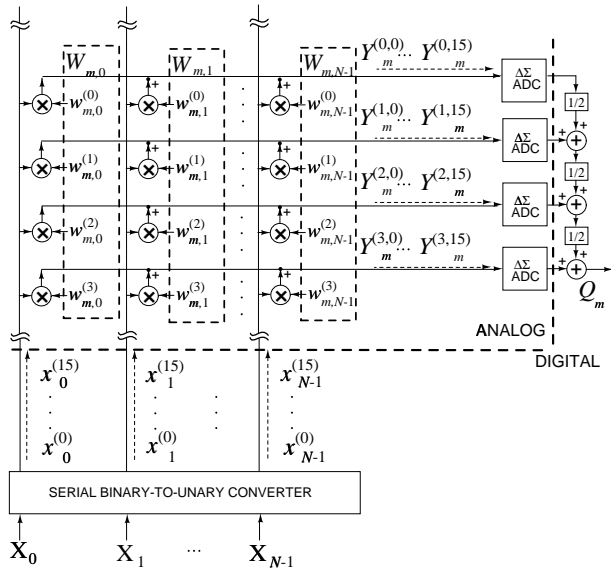 W_{m,0} W_{m,1} W_{m,N-1} Y_m^{(0,0)} ... Y_m^{(0,15)} ΔΣ ADC
1/2
w_{m,0}^{(0)} w_{m,1}^{(0)} w_{m,N-1}^{(0)} Y_m^{(1,0)} ... Y_m^{(1,15)} ΔΣ ADC
1/2
w_{m,0}^{(1)} w_{m,1}^{(1)} w_{m,N-1}^{(1)} Y_m^{(2,0)} ... Y_m^{(2,15)} ΔΣ ADC
1/2
w_{m,0}^{(2)} w_{m,1}^{(2)} w_{m,N-1}^{(2)} Y_m^{(3,0)} ... Y_m^{(3,15)} ΔΣ ADC
w_{m,0}^{(3)} w_{m,1}^{(3)} w_{m,N-1}^{(3)} Q_m
ANALOG
DIGITAL
x_0^{(15)} x_1^{(15)} x_{N-1}^{(15)}
x_0^{(0)} x_1^{(0)} x_{N-1}^{(0)}
SERIAL BINARY-TO-UNARY CONVERTER
X_0 X_1 ... X_{N-1}